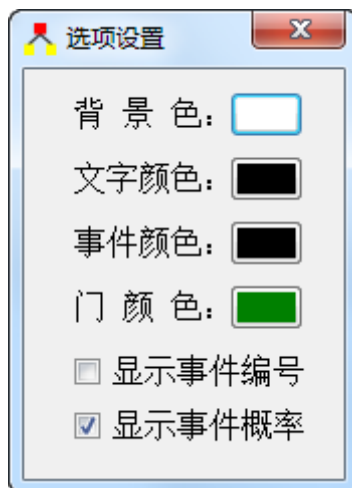 选项设置
背 景 色：
文字颜色：
事件颜色：
门 颜 色：
显示事件编号
显示事件概率